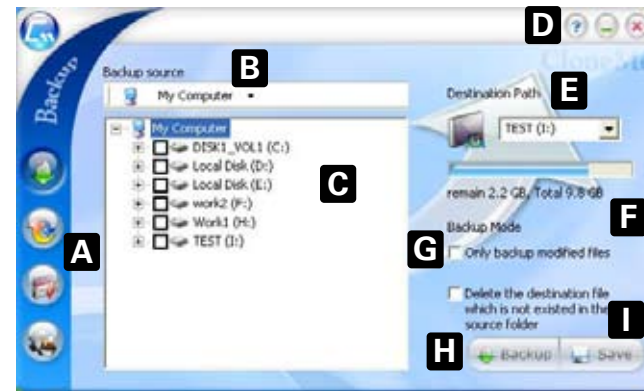 D
Backup
Backup source
B
My Computer
My Computer
DISK1_VOL1 (C:)
Local Disk (D:)
Local Disk (E:)
work2 (F:)
Work1 (H:)
TEST (I:)
C
A
Destination Path
E
TEST (I:)
remain 2.2 GB, Total 9.8 GB
F
Backup Mode
G
Only backup modified files
Delete the destination file
which is not existed in the
source folder
I
H
Backup
Save